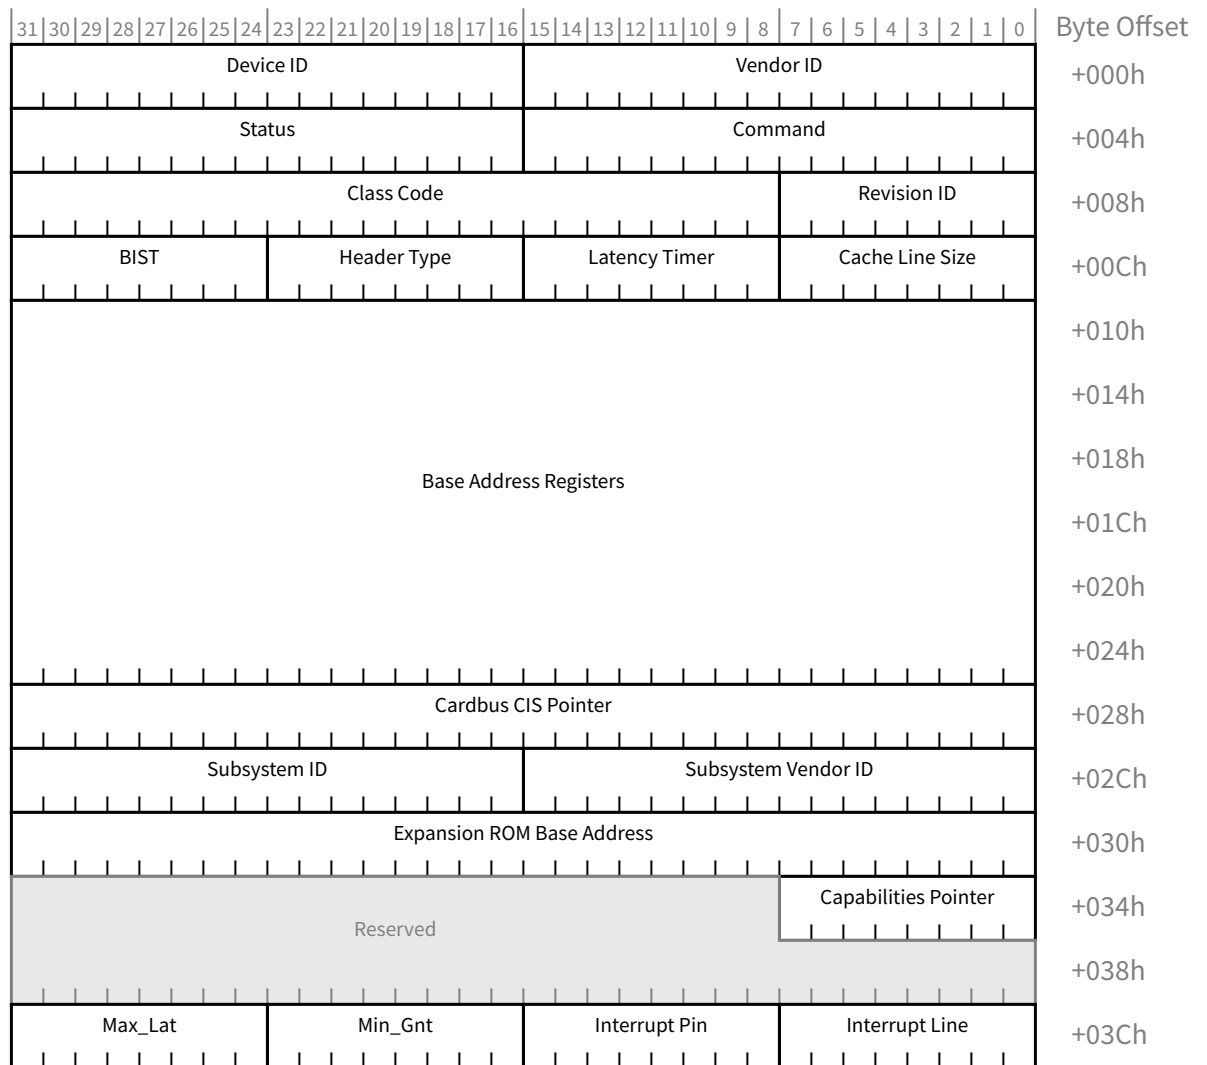 31 30 29 28 27 26 25 24 23 22 21 20 19 18 17 16 15 14 13 12 11 10 9 8 7 6 5 4 3 2 1 0 Byte Offset
Device ID Vendor ID +000h
Status Command +004h
Class Code Revision ID +008h
BIST Header Type Latency Timer Cache Line Size +00Ch
+010h
+014h
+018h
Base Address Registers
+01Ch
+020h
+024h
Cardbus CIS Pointer +028h
Subsystem ID Subsystem Vendor ID +02Ch
Expansion ROM Base Address +030h
Capabilities Pointer +034h
Reserved
+038h
Max_Lat Min_Gnt Interrupt Pin Interrupt Line +03Ch